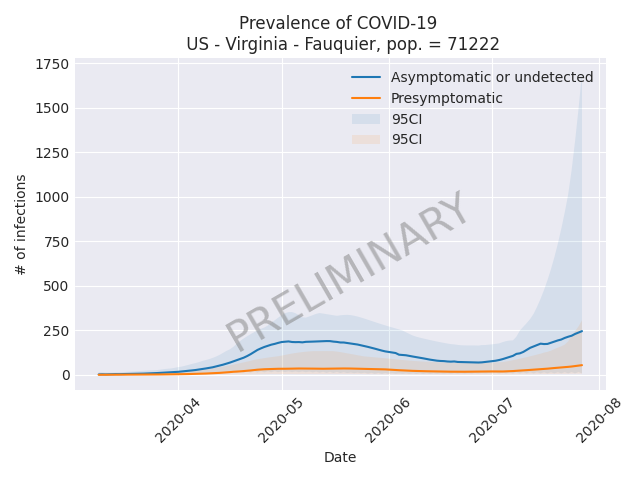 Prevalence of COVID-19
US - Virginia - Fauquier, pop. = 71222
1750
1500
1250
1000
750
500
250
0
# of infections
Asymptomatic or undetected
Presymptomatic
95CI
95CI
PRELIMINARY
2020-04
2020-05
2020-06
2020-07
2020-08
Date